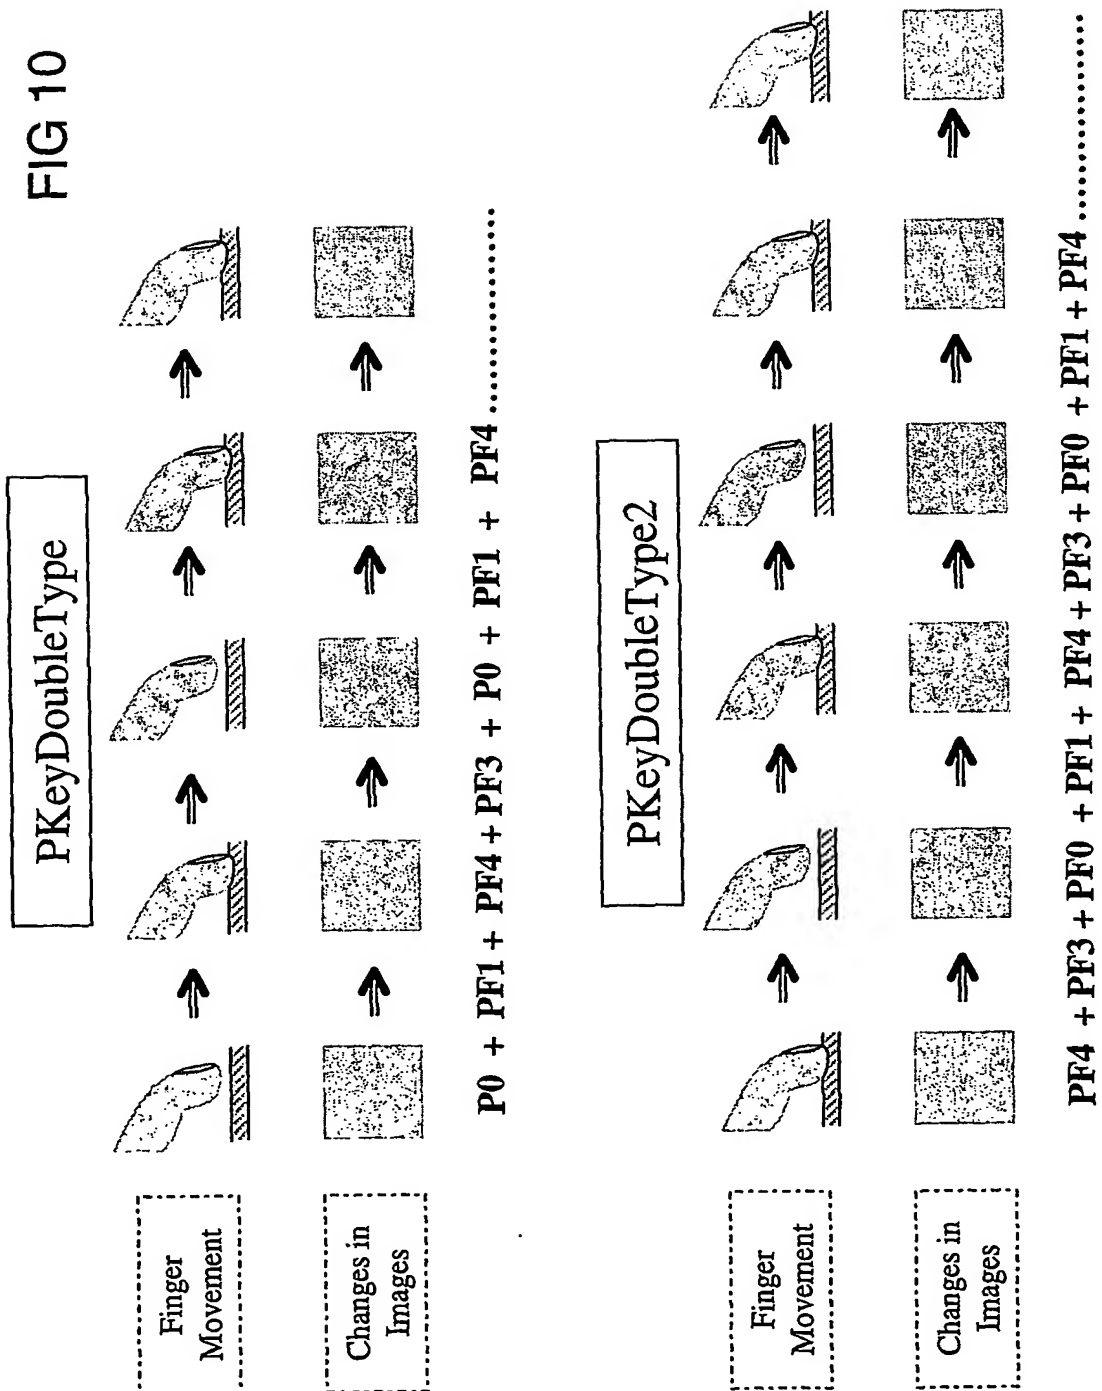 FIG 10
PKeyDoubleType
Finger
Movement
Changes in
Images
P0 + PF1 + PF4 + PF3 + P0 + PF1 + PF4................
PKeyDoubleType2
Finger
Movement
Changes in
Images
PF4 + PF3 + PF0 + PF1 + PF4 + PF3 + PF0 + PF1 + PF4................